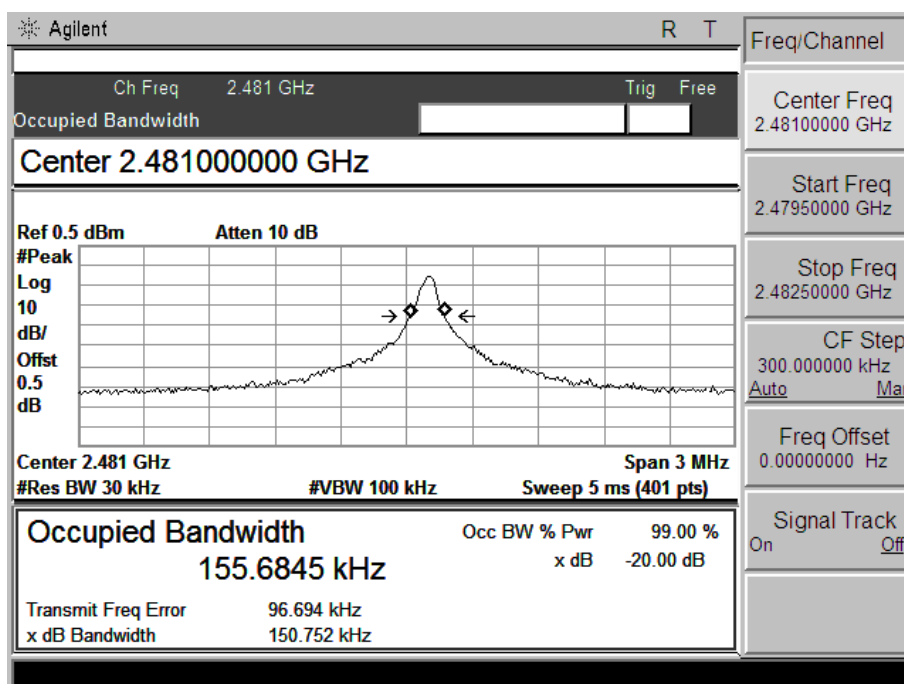 Agilent R T
Ch Freq 2.481 GHz Trig Free
Occupied Bandwidth
Center 2.481000000 GHz
Ref 0.5 dBm Atten 10 dB
#Peak
Log
10
dB/
Offst
0.5
dB
Center 2.481 GHz Span 3 MHz
#Res BW 30 kHz #VBW 100 kHz Sweep 5 ms (401 pts)
Occupied Bandwidth
155.6845 kHz
Occ BW % Pwr 99.00 %
x dB -20.00 dB
Transmit Freq Error 96.694 kHz
x dB Bandwidth 150.752 kHz
Freq/Channel
Center Freq
2.48100000 GHz
Start Freq
2.47950000 GHz
Stop Freq
2.48250000 GHz
CF Step
300.000000 kHz
Auto Ma
Freq Offset
0.00000000 Hz
Signal Track
On Off